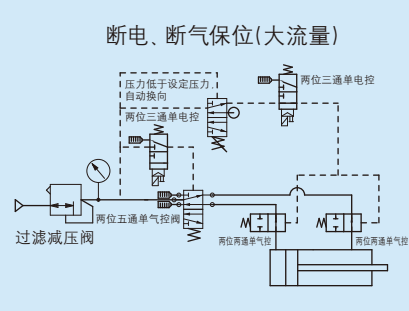 断电、断气保位(大流量)
两位三通单电控
压力低于设定压力,
自动换向
两位三通单电控
两位五通单气控阀
过滤减压阀
两位两通单气控
两位两通单气控